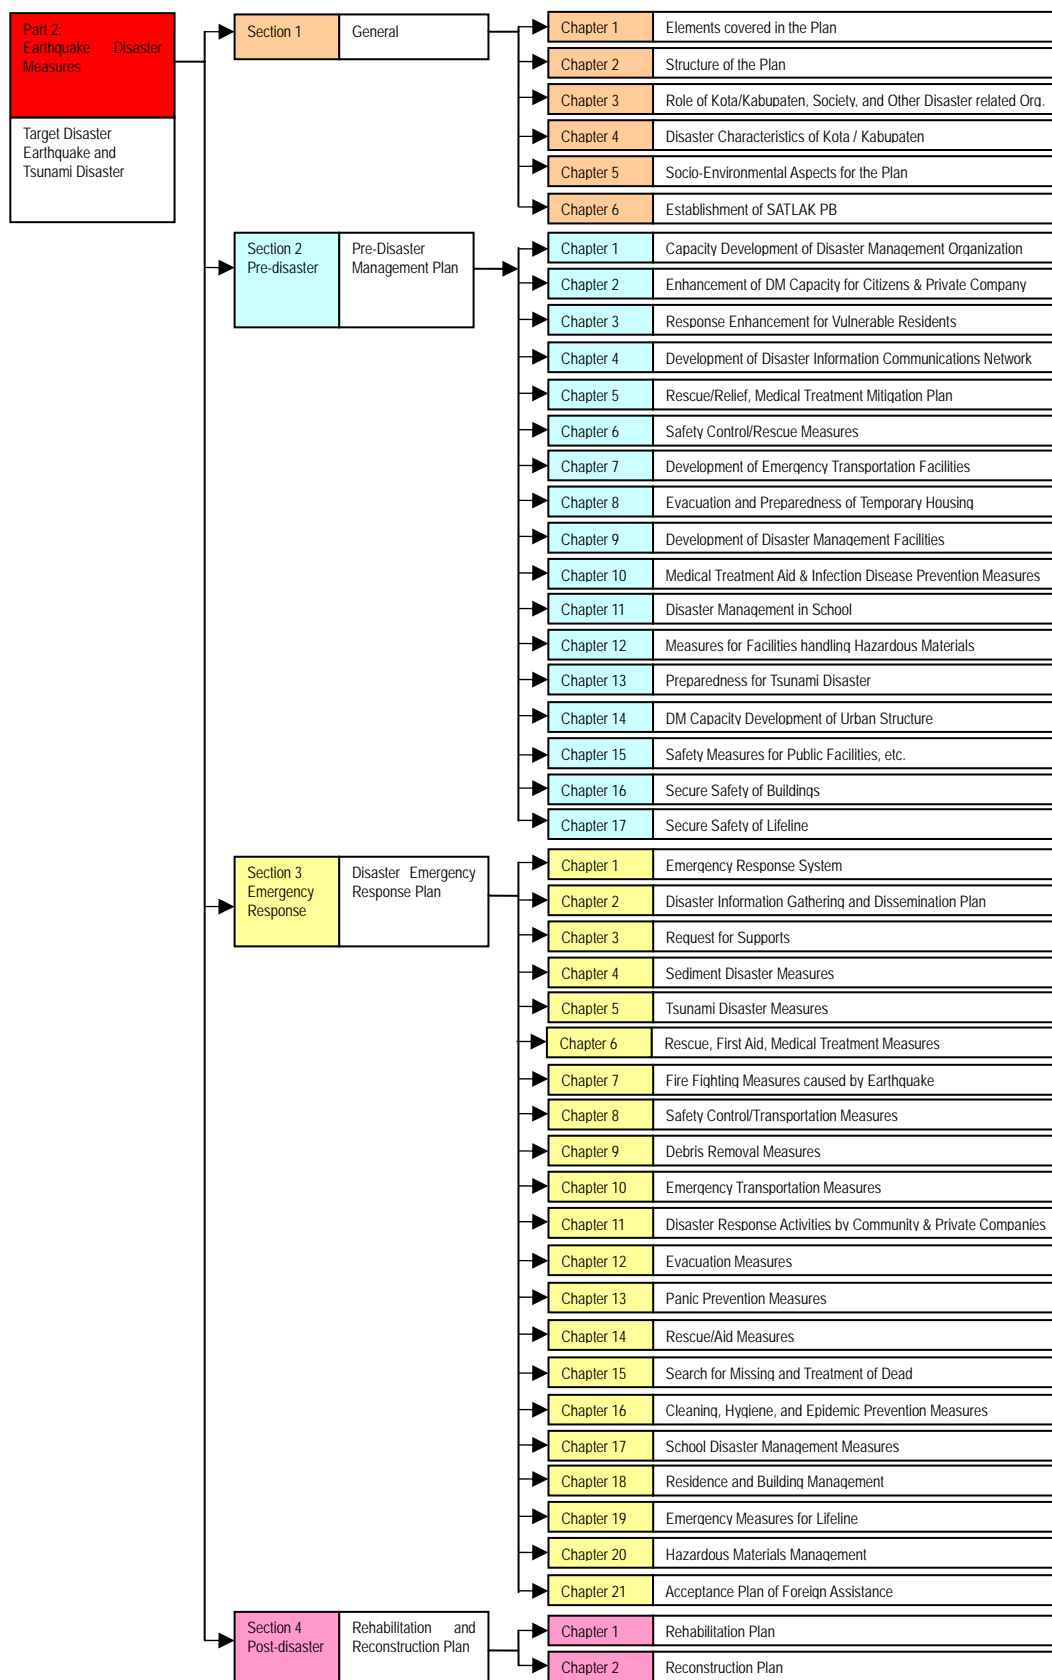 Part 2:
Earthquake Disaster
Measures
Target Disaster
Earthquake and
Tsunami Disaster
Section 1
General
Chapter 1 Elements covered in the Plan
Chapter 2 Structure of the Plan
Chapter 3 Role of Kota/Kabupaten, Society, and Other Disaster related Org.
Chapter 4 Disaster Characteristics of Kota / Kabupaten
Chapter 5 Socio-Environmental Aspects for the Plan
Chapter 6 Establishment of SATLAK PB
Section 2
Pre-disaster
Pre-Disaster
Management Plan
Chapter 1 Capacity Development of Disaster Management Organization
Chapter 2 Enhancement of DM Capacity for Citizens & Private Company
Chapter 3 Response Enhancement for Vulnerable Residents
Chapter 4 Development of Disaster Information Communications Network
Chapter 5 Rescue/Relief, Medical Treatment Mitigation Plan
Chapter 6 Safety Control/Rescue Measures
Chapter 7 Development of Emergency Transportation Facilities
Chapter 8 Evacuation and Preparedness of Temporary Housing
Chapter 9 Development of Disaster Management Facilities
Chapter 10 Medical Treatment Aid & Infection Disease Prevention Measures
Chapter 11 Disaster Management in School
Chapter 12 Measures for Facilities handling Hazardous Materials
Chapter 13 Preparedness for Tsunami Disaster
Chapter 14 DM Capacity Development of Urban Structure
Chapter 15 Safety Measures for Public Facilities, etc.
Chapter 16 Secure Safety of Buildings
Chapter 17 Secure Safety of Lifeline
Section 3
Emergency
Response
Disaster Emergency
Response Plan
Chapter 1 Emergency Response System
Chapter 2 Disaster Information Gathering and Dissemination Plan
Chapter 3 Request for Supports
Chapter 4 Sediment Disaster Measures
Chapter 5 Tsunami Disaster Measures
Chapter 6 Rescue, First Aid, Medical Treatment Measures
Chapter 7 Fire Fighting Measures caused by Earthquake
Chapter 8 Safety Control/Transportation Measures
Chapter 9 Debris Removal Measures
Chapter 10 Emergency Transportation Measures
Chapter 11 Disaster Response Activities by Community & Private Companies
Chapter 12 Evacuation Measures
Chapter 13 Panic Prevention Measures
Chapter 14 Rescue/Aid Measures
Chapter 15 Search for Missing and Treatment of Dead
Chapter 16 Cleaning, Hygiene, and Epidemic Prevention Measures
Chapter 17 School Disaster Management Measures
Chapter 18 Residence and Building Management
Chapter 19 Emergency Measures for Lifeline
Chapter 20 Hazardous Materials Management
Chapter 21 Acceptance Plan of Foreign Assistance
Section 4
Post-disaster
Rehabilitation and
Reconstruction Plan
Chapter 1 Rehabilitation Plan
Chapter 2 Reconstruction Plan